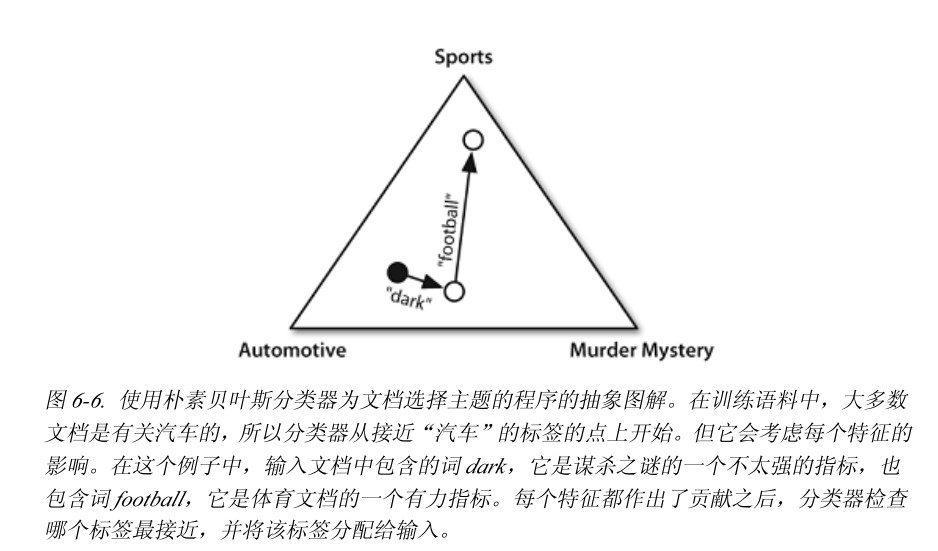 Sports
"football"
"dark"
Automotive
Murder Mystery
图 6-6. 使用朴素贝叶斯分类器为文档选择主题的程序的抽象图解。在训练语料中，大多数
文档是有关汽车的，所以分类器从接近“汽车”的标签的点上开始。但它会考虑每个特征的
影响。在这个例子中，输入文档中包含的词 dark，它是谋杀之谜的一个不太强的指标，也
包含词 football，它是体育文档的一个有力指标。每个特征都作出了贡献之后，分类器检查
哪个标签最接近，并将该标签分配给输入。